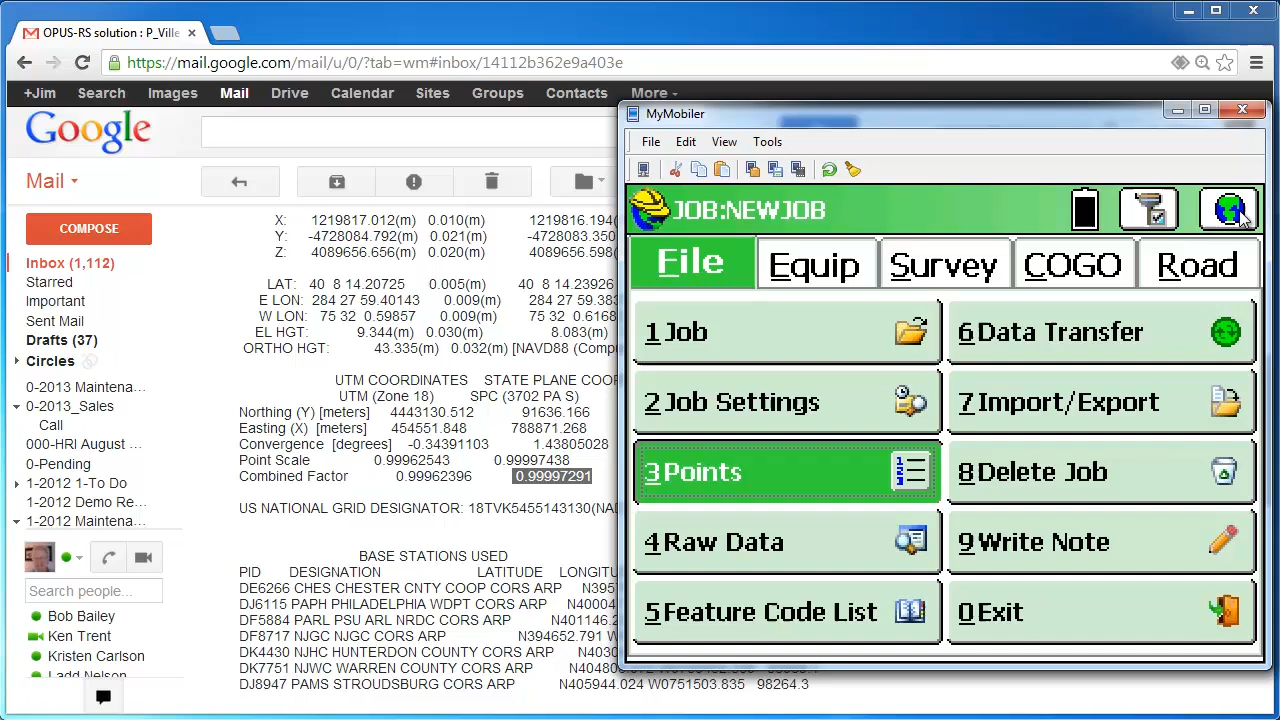 OPUS-RS solution : P_Ville
https://mail.google.com/mail/u/0/?tab=wm#inbox/14112b362e9a403e
+Jim Search Images Mail Drive Calendar Sites Groups Contacts More
Google
Mail
COMPOSE
Inbox (1,112)
Starred
Important
Sent Mail
Drafts (37)
Circles
0-2013 Maintena...
0-2013_Sales
Call
000-HRI August ...
0-Pending
1-2012 1-To Do
1-2012 Demo Re...
1-2012 Maintena...
Search people...
Bob Bailey
Ken Trent
Kristen Carlson
Ladd Nelson
X: 1219817.012(m) 0.010(m) 1219816.194
Y: -4728084.792(m) 0.021(m) -4728083.350
Z: 4089656.656(m) 0.020(m)
LAT: 40 8 14.20725 0.005(m) 40 8 14.23926
E LON: 284 27 59.40143 0.009(m) 284 27 59.383
W LON: 75 32 0.59857 0.009(m) 75 32 0.6168
EL HGT: 9.344(m) 0.030(m) 8.083(m)
ORTHO HGT: 43.335(m) 0.032(m) [NAVD88 (Comp
UTM COORDINATES STATE PLANE COOR
UTM (Zone 18) SPC (3702 PA S)
Northing (Y) [meters] 4443130.512 91636.166
Easting (X) [meters] 454551.848 788871.268
Convergence [degrees] -0.34391103 1.43805028
Point Scale 0.99962543 0.99997438
Combined Factor 0.99962396 0.99997291
US NATIONAL GRID DESIGNATOR: 18TVK5455143130(NAD
BASE STATIONS USED
PID DESIGNATION LATITUDE LONGITU
DE6266 CHES CHESTER CNTY COOP CORS ARP N3957
DJ6115 PAPH PHILADELPHIA WDPT CORS ARP N40004
DF5884 PARL PSU ARL NRDC CORS ARP N401146.2
DF8717 NJGC NJGC CORS ARP N394652.791
DK4430 NJHC HUNTERDON COUNTY CORS ARP
DK7751 NJWC WARREN COUNTY CORS ARP
DJ8947 PAMS STROUDSBURG CORS ARP N405944.024 W0751503.835 98264.3
MyMobiler
File Edit View Tools
JOB:NEWJOB
File Equip Survey COGO Road
1 Job
2 Job Settings
3 Points
4 Raw Data
5 Feature Code List
6 Data Transfer
7 Import/Export
8 Delete Job
9 Write Note
0 Exit